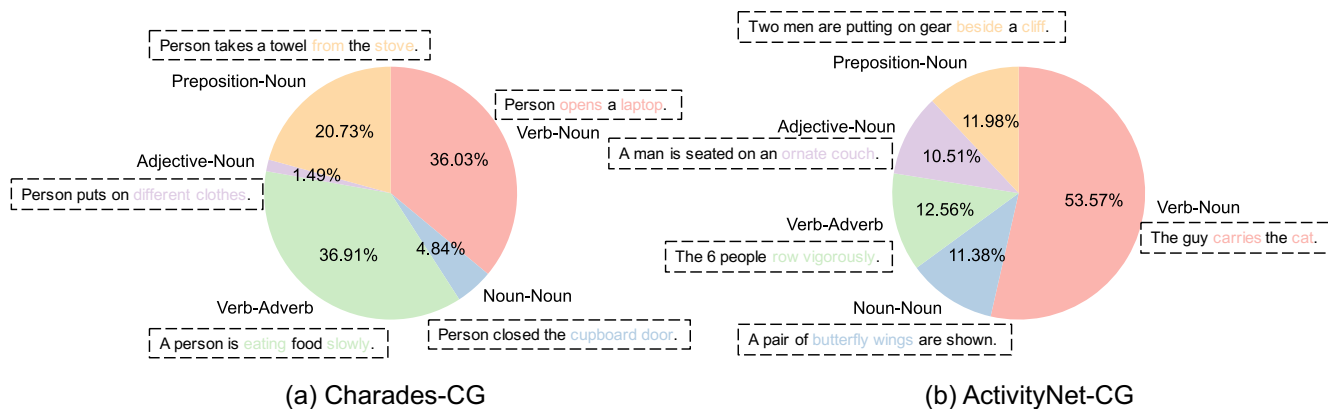 Person takes a towel from the stove.
Preposition-Noun
20.73%
Person opens a laptop.
Verb-Noun
36.03%
Adjective-Noun
1.49%
Person puts on different clothes.
36.91%
4.84%
Verb-Adverb
A person is eating food slowly.
Noun-Noun
Person closed the cupboard door.
(a) Charades-CG
Two men are putting on gear beside a cliff.
Preposition-Noun
11.98%
Adjective-Noun
A man is seated on an ornate couch.
10.51%
53.57%
Verb-Noun
The guy carries the cat.
Verb-Adverb
12.56%
The 6 people row vigorously.
11.38%
Noun-Noun
A pair of butterfly wings are shown.
(b) ActivityNet-CG